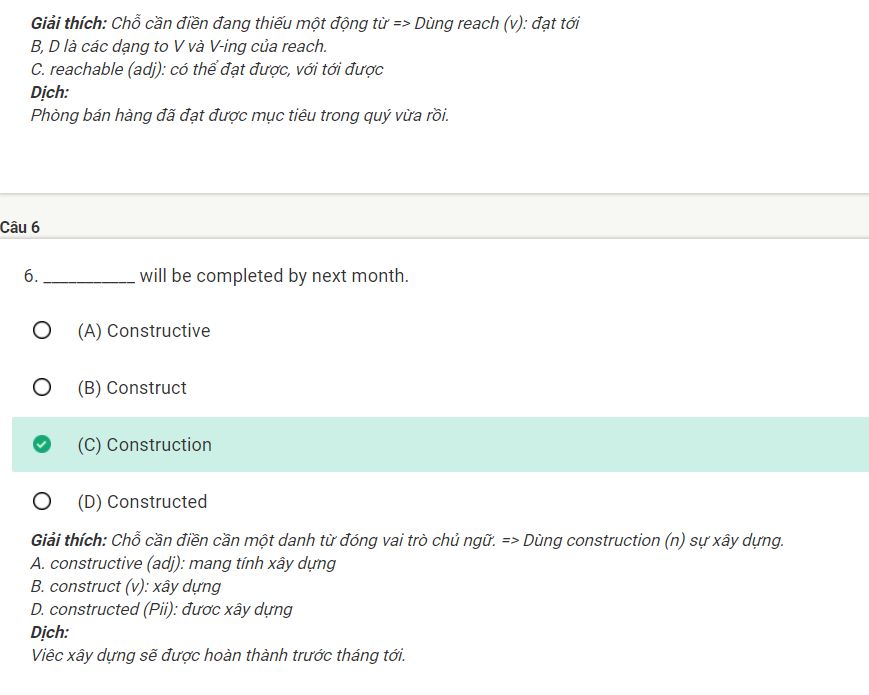 Giải thích: Chỗ cần điền đang thiếu một động từ => Dùng reach (v): đạt tới
B, D là các dạng to V và V-ing của reach.
C. reachable (adj): có thể đạt được, với tới được
Dịch:
Phòng bán hàng đã đạt được mục tiêu trong quý vừa rồi.
Câu 6
6. ___________ will be completed by next month.
(A) Constructive
(B) Construct
(C) Construction
(D) Constructed
Giải thích: Chỗ cần điền cần một danh từ đóng vai trò chủ ngữ. => Dùng construction (n) sự xây dựng.
A. constructive (adj): mang tính xây dựng
B. construct (v): xây dựng
D. constructed (Pii): đươc xây dựng
Dịch:
Viêc xây dựng sẽ được hoàn thành trước tháng tới.